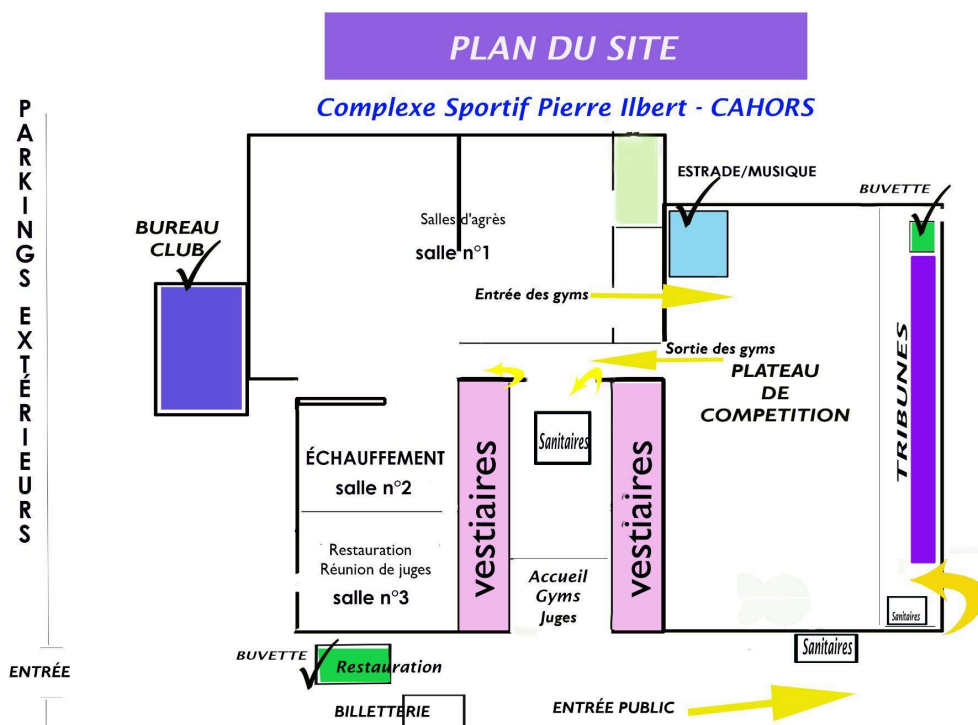 PLAN DU SITE
Complexe Sportif Pierre Ilbert - CAHORS
PARKINGS EXTÉRIEURS
ESTRADE/MUSIQUE
BUVETTE
BUREAU
CLUB
Salles d'agrès
salle n°1
Entrée des gyms
Sortie des gyms
PLATEAU
DE
COMPETITION
TRIBUNES
Sanitaires
ÉCHAUFFEMENT
salle n°2
vestiaires
vestiaires
Restauration
Réunion de juges
salle n°3
Accueil
Gyms
Juges
Sanitaires
Sanitaires
BUVETTE
Restauration
ENTRÉE
BILLETTERIE
ENTRÉE PUBLIC